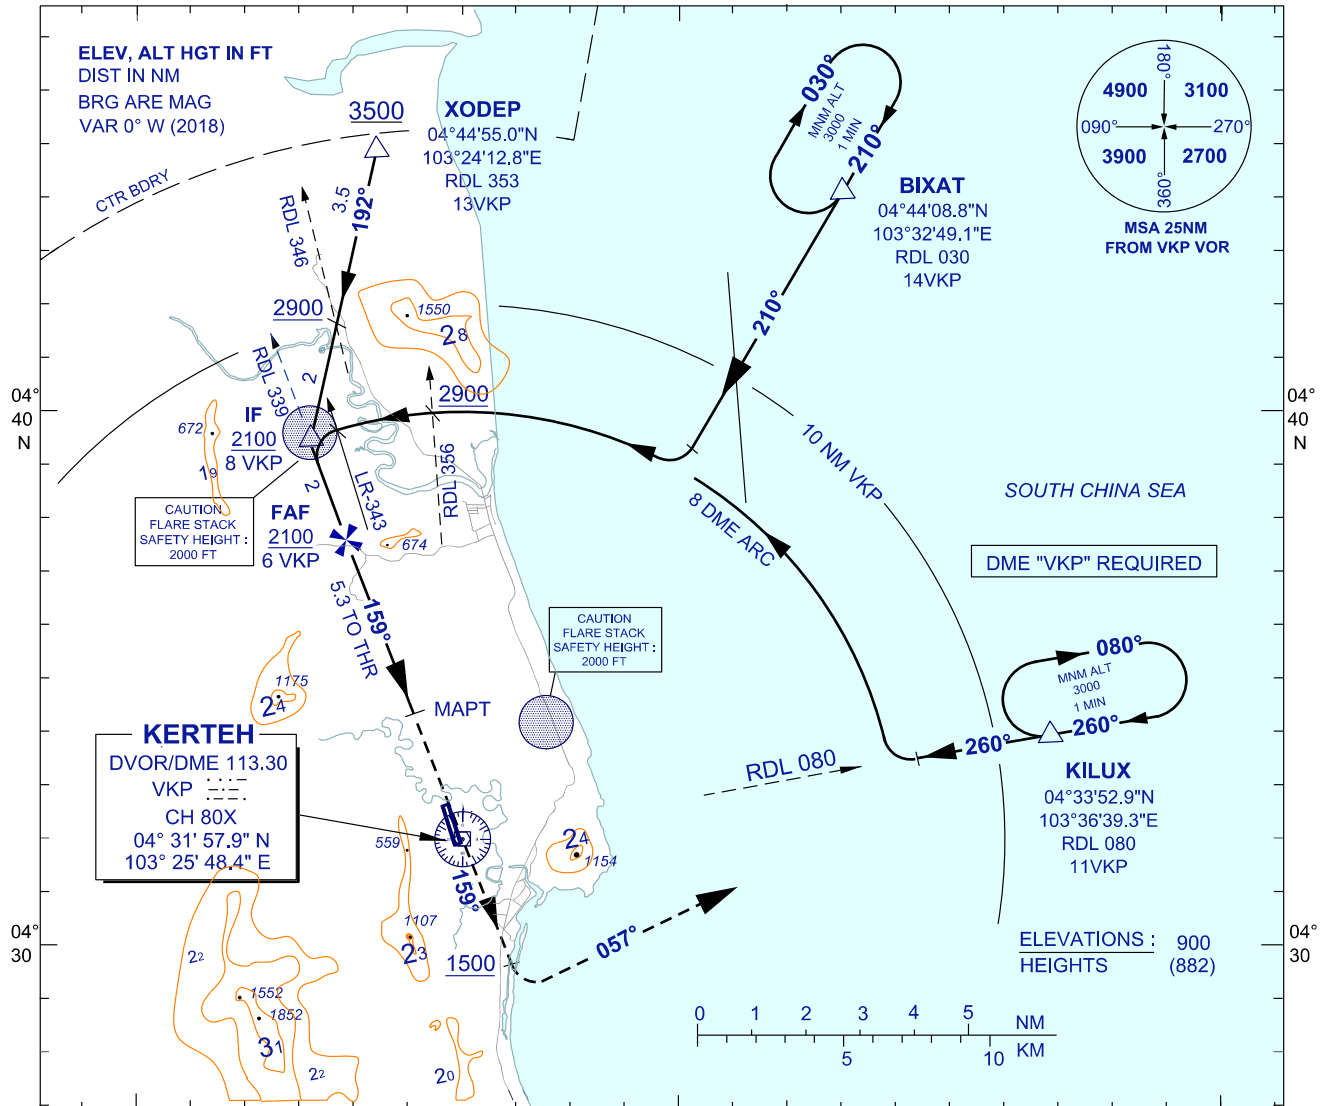 ELEV, ALT HGT IN FT
DIST IN NM
BRG ARE MAG
VAR 0° W (2018)
3500
XODEP
04°44'55.0"N
103°24'12.8"E
RDL 353
13VKP
CTR BDRY
3.5
192°
RDL 346
030°
MNM ALT
3000
1 MIN
210°
BIXAT
04°44'08.8"N
103°32'49.1"E
RDL 030
14VKP
210°
180°
4900
3100
090°
270°
3900
2700
360°
MSA 25NM
FROM VKP VOR
2900
1550
28
RDL 339
2
2900
04°
40
N
04°
40
N
672
19
IF
2100
8 VKP
RDL 356
LR-343
10 NM VKP
8 DME ARC
SOUTH CHINA SEA
CAUTION
FLARE STACK
SAFETY HEIGHT :
2000 FT
2
FAF
2100
6 VKP
674
DME "VKP" REQUIRED
159°
5.3 TO THR
CAUTION
FLARE STACK
SAFETY HEIGHT :
2000 FT
1175
24
MAPT
080°
MNM ALT
3000
1 MIN
260°
260°
KILUX
04°33'52.9"N
103°36'39.3"E
RDL 080
11VKP
RDL 080
KERTEH
DVOR/DME 113.30
VKP
CH 80X
04° 31' 57.9" N
103° 25' 48.4" E
559
24
1154
159°
1107
23
1500
057°
04°
30
04°
30
ELEVATIONS : 900
HEIGHTS (882)
22
1552
1852
31
22
20
0 1 2 3 4 5 NM
5 10 KM